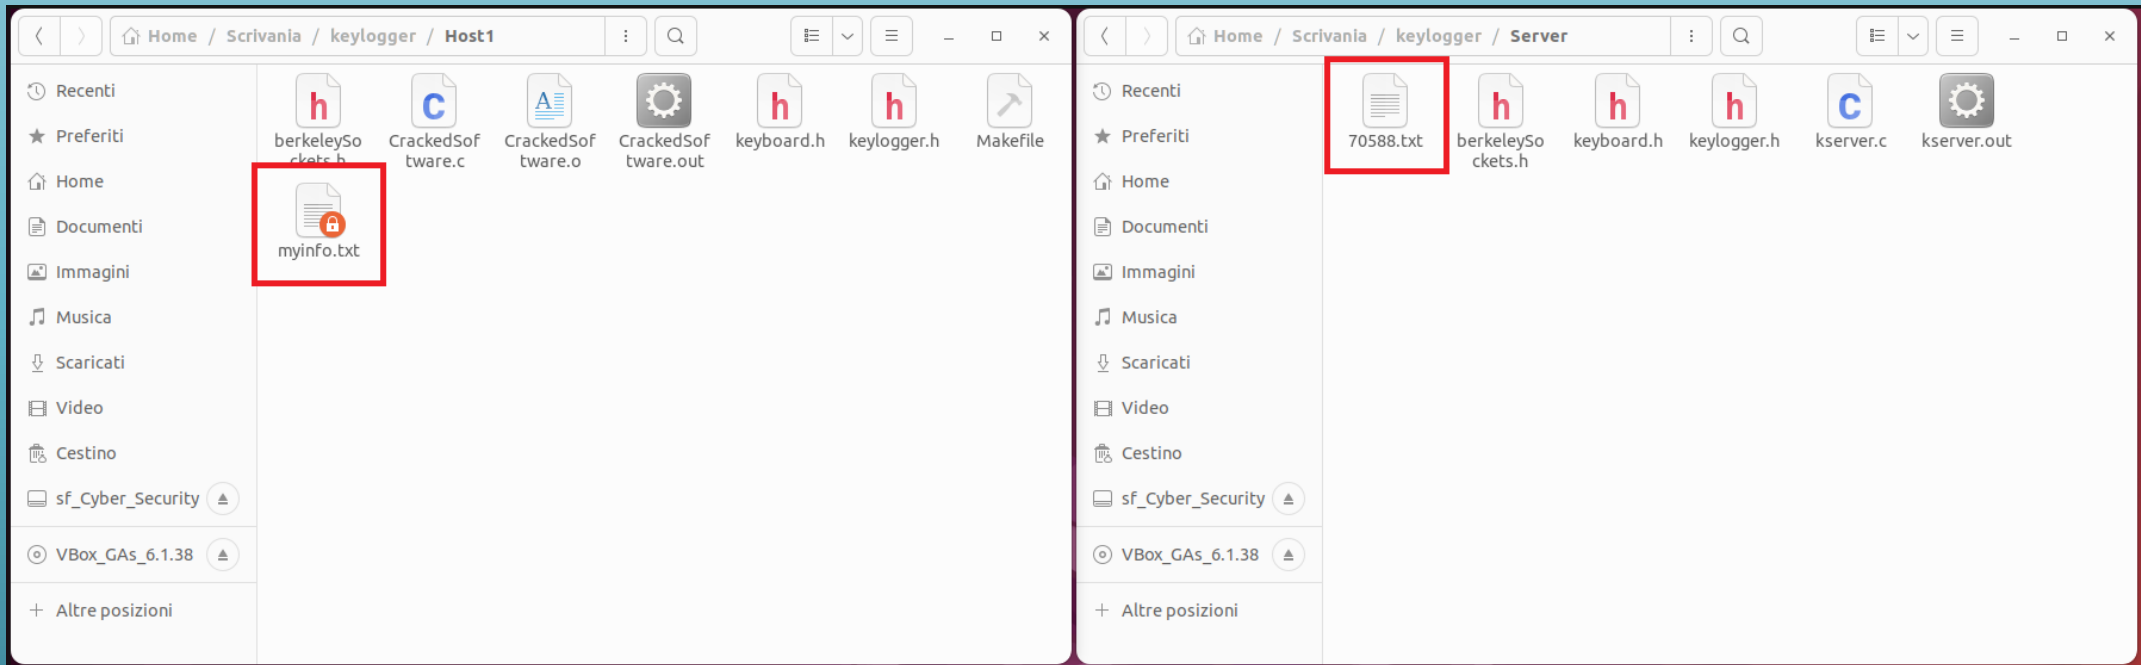 Home / Scrivania / keylogger / Host1
Recenti
Preferiti
Home
Documenti
Immagini
Musica
Scaricati
Video
Cestino
sf_Cyber_Security
VBox_GAs_6.1.38
+ Altre posizioni
h
berkeleySo
ckets.h
C
CrackedSof
tware.c
A
CrackedSof
tware.o
CrackedSof
tware.out
h
keyboard.h
h
keylogger.h
Makefile
myinfo.txt
Home / Scrivania / keylogger / Server
Recenti
Preferiti
Home
Documenti
Immagini
Musica
Scaricati
Video
Cestino
sf_Cyber_Security
VBox_GAs_6.1.38
+ Altre posizioni
70588.txt
h
berkeleySo
ckets.h
h
keyboard.h
h
keylogger.h
C
kserver.c
kserver.out